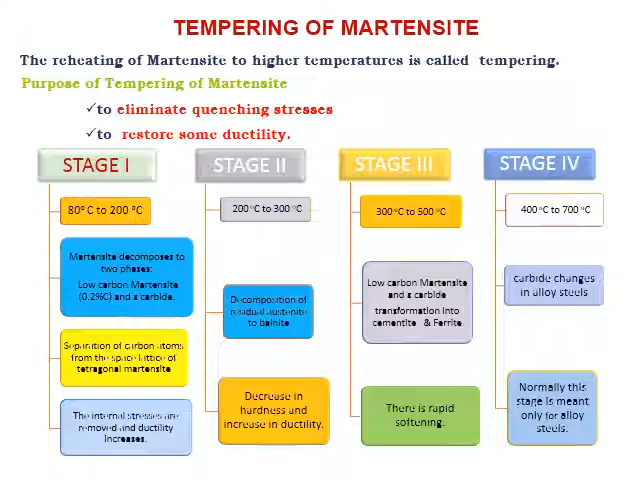 TEMPERING OF MARTENSITE
The reheating of Martensite to higher temperatures is called tempering.
Purpose of Tempering of Martensite
✓to eliminate quenching stresses
✓to restore some ductility.
STAGE I
80° C to 200 °C
Martensite decomposes to
two phases:
Low carbon Martensite
(0.2%C) and ε carbide.
Separation of carbon atoms
from the space lattice of
tetragonal martensite
The internal stresses are
removed and ductility
increases.
STAGE II
200 °C to 300 °C
Decomposition of
residual austenite
to bainite
Decrease in
hardness and
increase in ductility.
STAGE III
300 °C to 500 °C
Low carbon Martensite
and ε carbide
transformation into
cementite & Ferrite
There is rapid
softening.
STAGE IV
400 °C to 700 °C
carbide changes
in alloy steels
Normally this
stage is meant
only for alloy
steels.